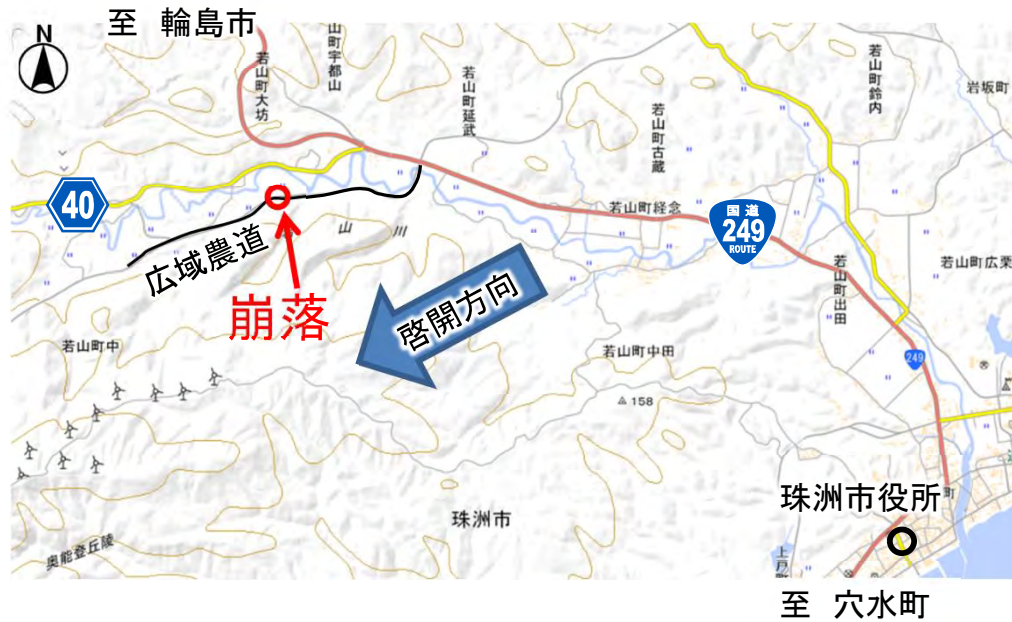 至 輪島市
N
山町宇都山
若山町大坊
若山町延武
若山町古蔵
若山町鈴内
岩坂町
40
若山町経念
国道
249
ROUTE
広域農道
山川
崩落
啓開方向
若山町出田
若山町広栗
若山町中
若山町中田
249
158
珠洲市役所
町
珠洲市
奥能登丘陵
上戸町
至 穴水町